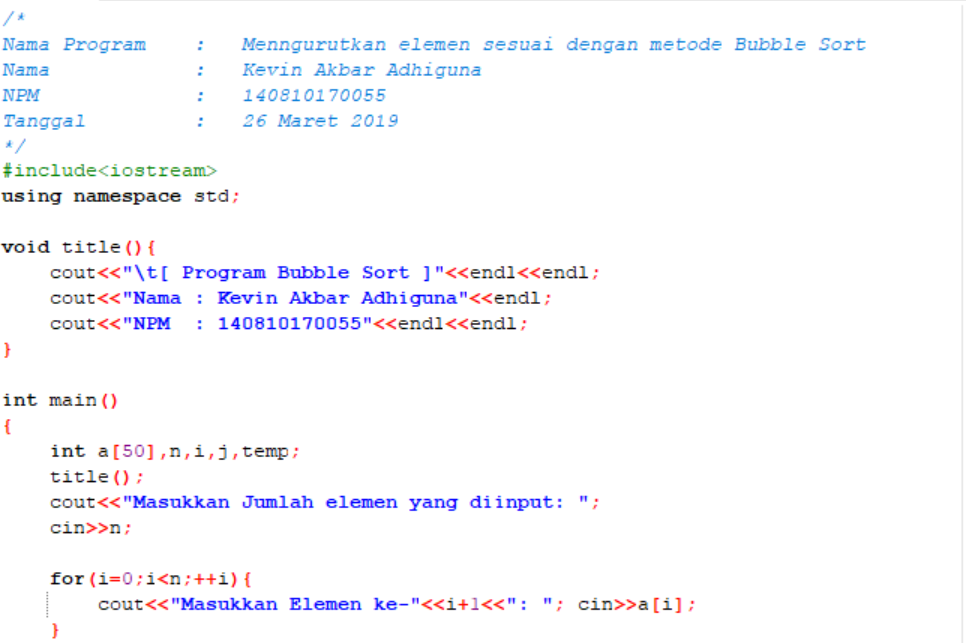 /*
Nama Program    :   Menngurutkan elemen sesuai dengan metode Bubble Sort
Nama            :   Kevin Akbar Adhiguna
NPM             :   140810170055
Tanggal         :   26 Maret 2019
*/
#include<iostream>
using namespace std;

void title(){
    cout<<"\t[ Program Bubble Sort ]"<<endl<<endl;
    cout<<"Nama : Kevin Akbar Adhiguna"<<endl;
    cout<<"NPM  : 140810170055"<<endl<<endl;
}

int main()
{
    int a[50],n,i,j,temp;
    title();
    cout<<"Masukkan Jumlah elemen yang diinput: ";
    cin>>n;

    for(i=0;i<n;++i){
        cout<<"Masukkan Elemen ke-"<<i+1<<": "; cin>>a[i];
    }